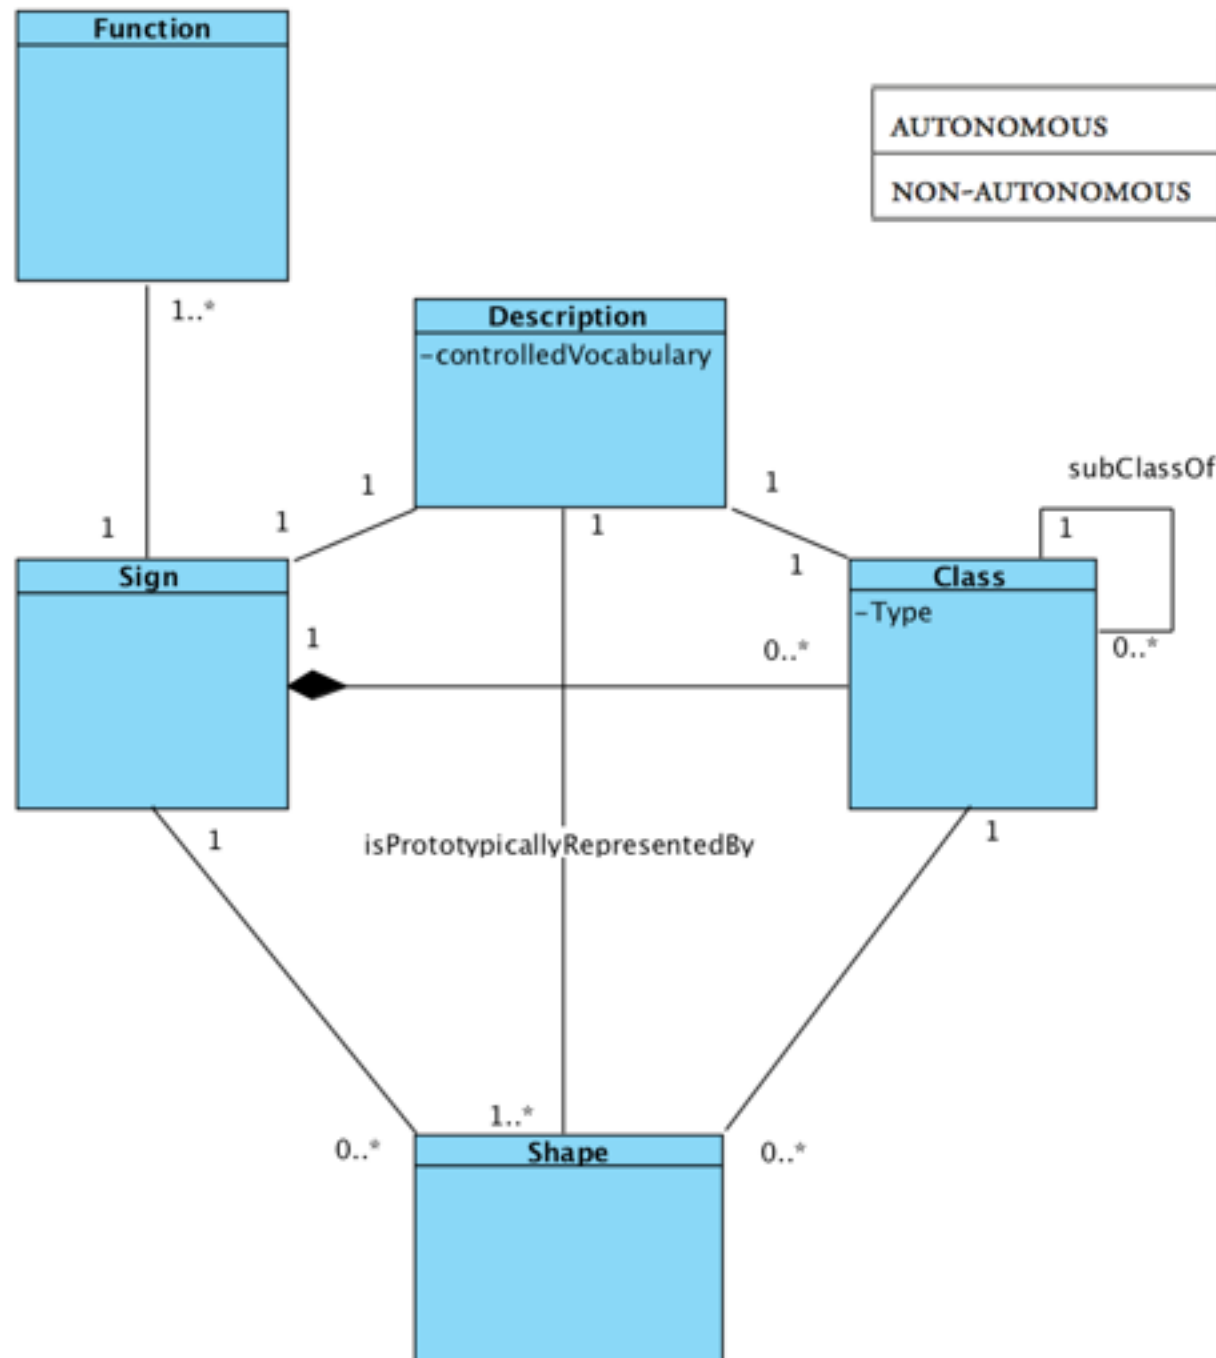 Function
AUTONOMOUS
NON-AUTONOMOUS
1..*
Description
-controlledVocabulary
subClassOf
1
1
1
1
1
1
1
Sign
Class
-Type
1
0..*
0..*
1
1
isPrototypicallyRepresentedBy
1..*
0..*
Shape
0..*